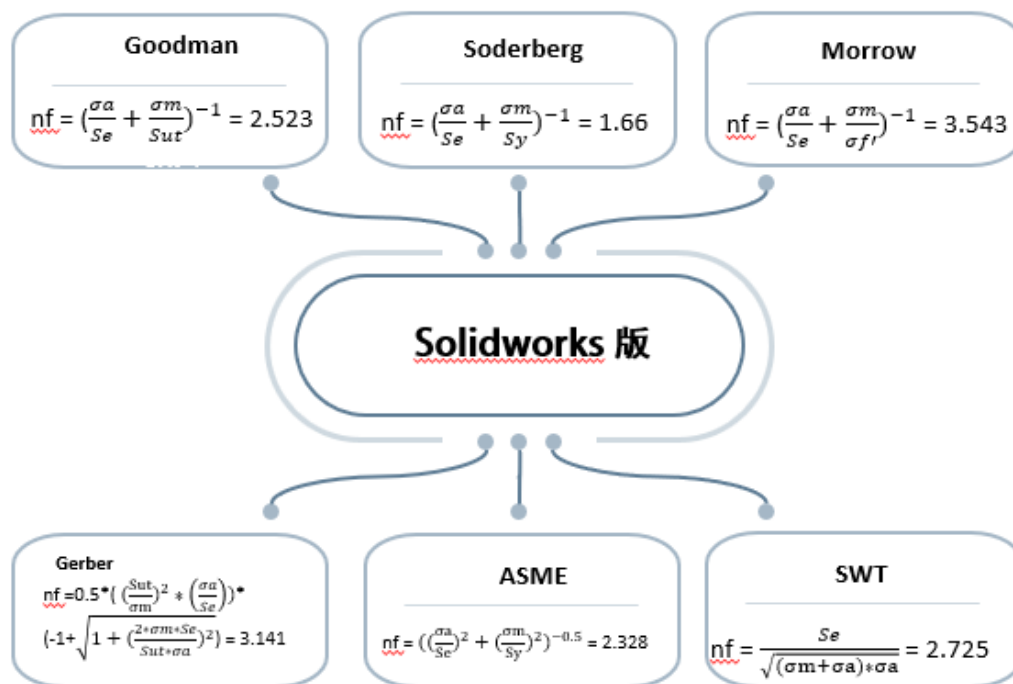 Goodman
nf = (σa/Se + σm/Sut)⁻¹ = 2.523
Soderberg
nf = (σa/Se + σm/Sy)⁻¹ = 1.66
Morrow
nf = (σa/Se + σm/σf′)⁻¹ = 3.543
Solidworks 版
Gerber
nf =0.5*( (Sut/σm)² * (σa/Se))*
(-1+√(1 + (2*σm*Se/Sut*σa)²) = 3.141
ASME
nf = ((σa/Se)² + (σm/Sy)²)^−0.5 = 2.328
SWT
nf = Se/√((σm+σa)*σa) = 2.725